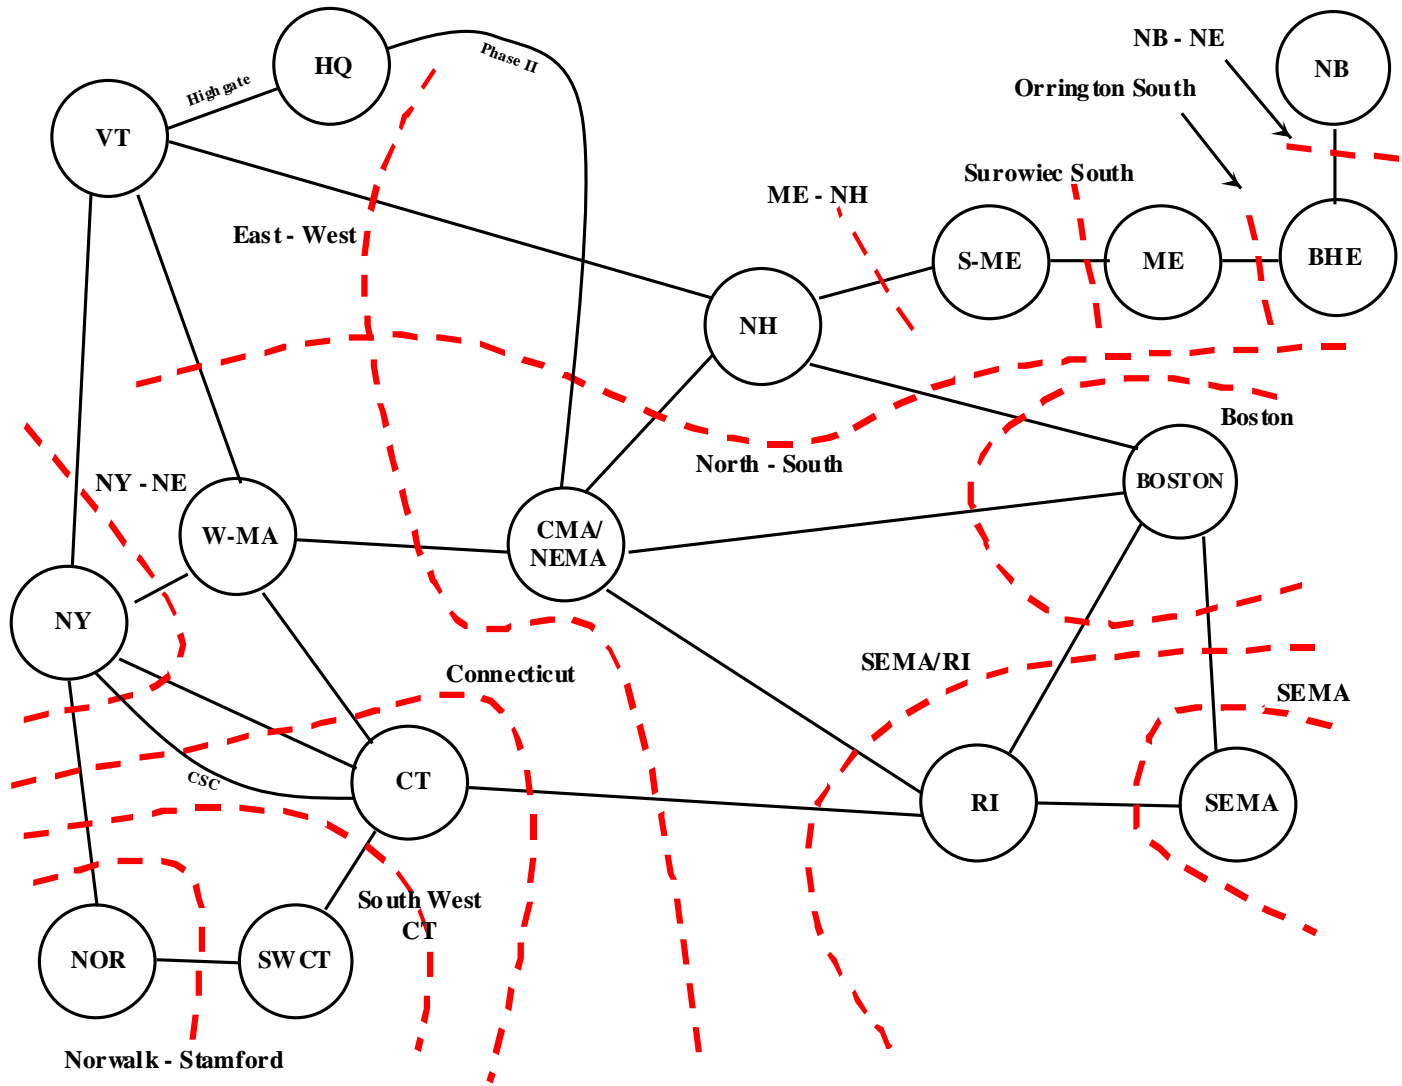 HQ
Phase II
NB - NE
NB
Highgate
Orrington South
VT
Surowiec South
ME - NH
East - West
S-ME
ME
BHE
NH
Boston
North - South
NY - NE
BOSTON
W-MA
CMA/
NEMA
NY
SEMA/RI
Connecticut
SEMA
CSC
CT
RI
SEMA
South West
CT
NOR
SWCT
Norwalk - Stamford